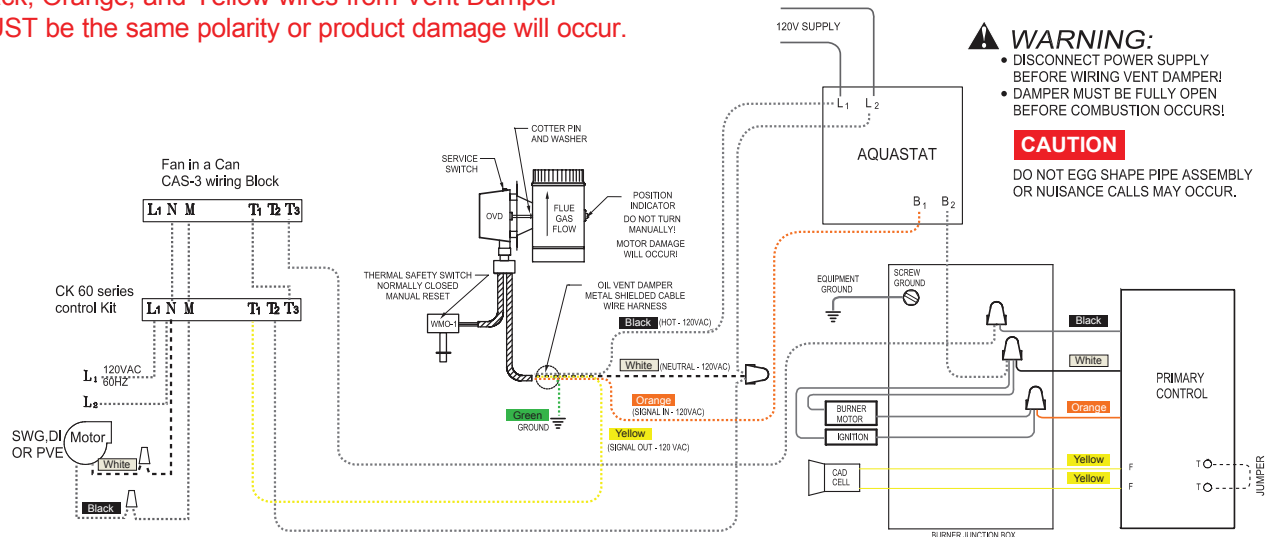 ck, Orange, and Yellow wires from Vent Damper
UST be the same polarity or product damage will occur.
120V SUPPLY
WARNING:
• DISCONNECT POWER SUPPLY
BEFORE WIRING VENT DAMPER!
• DAMPER MUST BE FULLY OPEN
BEFORE COMBUSTION OCCURS!
CAUTION
DO NOT EGG SHAPE PIPE ASSEMBLY
OR NUISANCE CALLS MAY OCCUR.
L1 L2
AQUASTAT
B1 B2
COTTER PIN
AND WASHER
SERVICE
SWITCH
OVD
FLUE
GAS
FLOW
POSITION
INDICATOR
DO NOT TURN
MANUALLY!
MOTOR DAMAGE
WILL OCCUR!
Fan in a Can
CAS-3 wiring Block
L1 N M T1 T2 T3
THERMAL SAFETY SWITCH
NORMALLY CLOSED
MANUAL RESET
WMO-1
OIL VENT DAMPER
METAL SHIELDED CABLE
WIRE HARNESS
CK 60 series
control Kit
L1 N M T1 T2 T3
L1 120VAC
60HZ
L2
SWG,DI
OR PVE
Motor
White
Black
Black (HOT - 120VAC)
White (NEUTRAL - 120VAC)
Orange
(SIGNAL IN - 120VAC)
Green
GROUND
Yellow
(SIGNAL OUT - 120 VAC)
EQUIPMENT
GROUND
SCREW
GROUND
BURNER
MOTOR
IGNITION
CAD
CELL
Black
White
Orange
Yellow
Yellow
PRIMARY
CONTROL
F
F
T
T
JUMPER
BURNER JUNCTION BOX